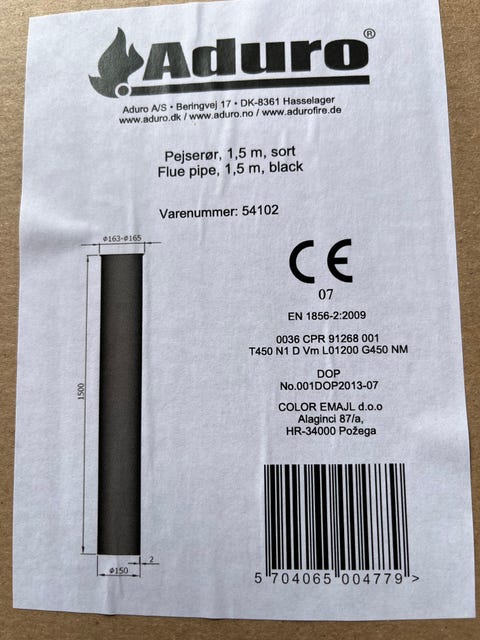 Aduro®
Aduro A/S • Beringvej 17 • DK-8361 Hasselager
www.aduro.dk / www.aduro.no / www.adurofire.de
Pejserør, 1,5 m, sort
Flue pipe, 1,5 m, black
Varenummer: 54102
Φ163-Φ165
1500
2
Φ150
CE
07
EN 1856-2:2009
0036 CPR 91268 001
T450 N1 D Vm L01200 G450 NM
DOP
No.001DOP2013-07
COLOR EMAJL d.o.o
Alaginci 87/a,
HR-34000 Požega
5 704065 004779 >